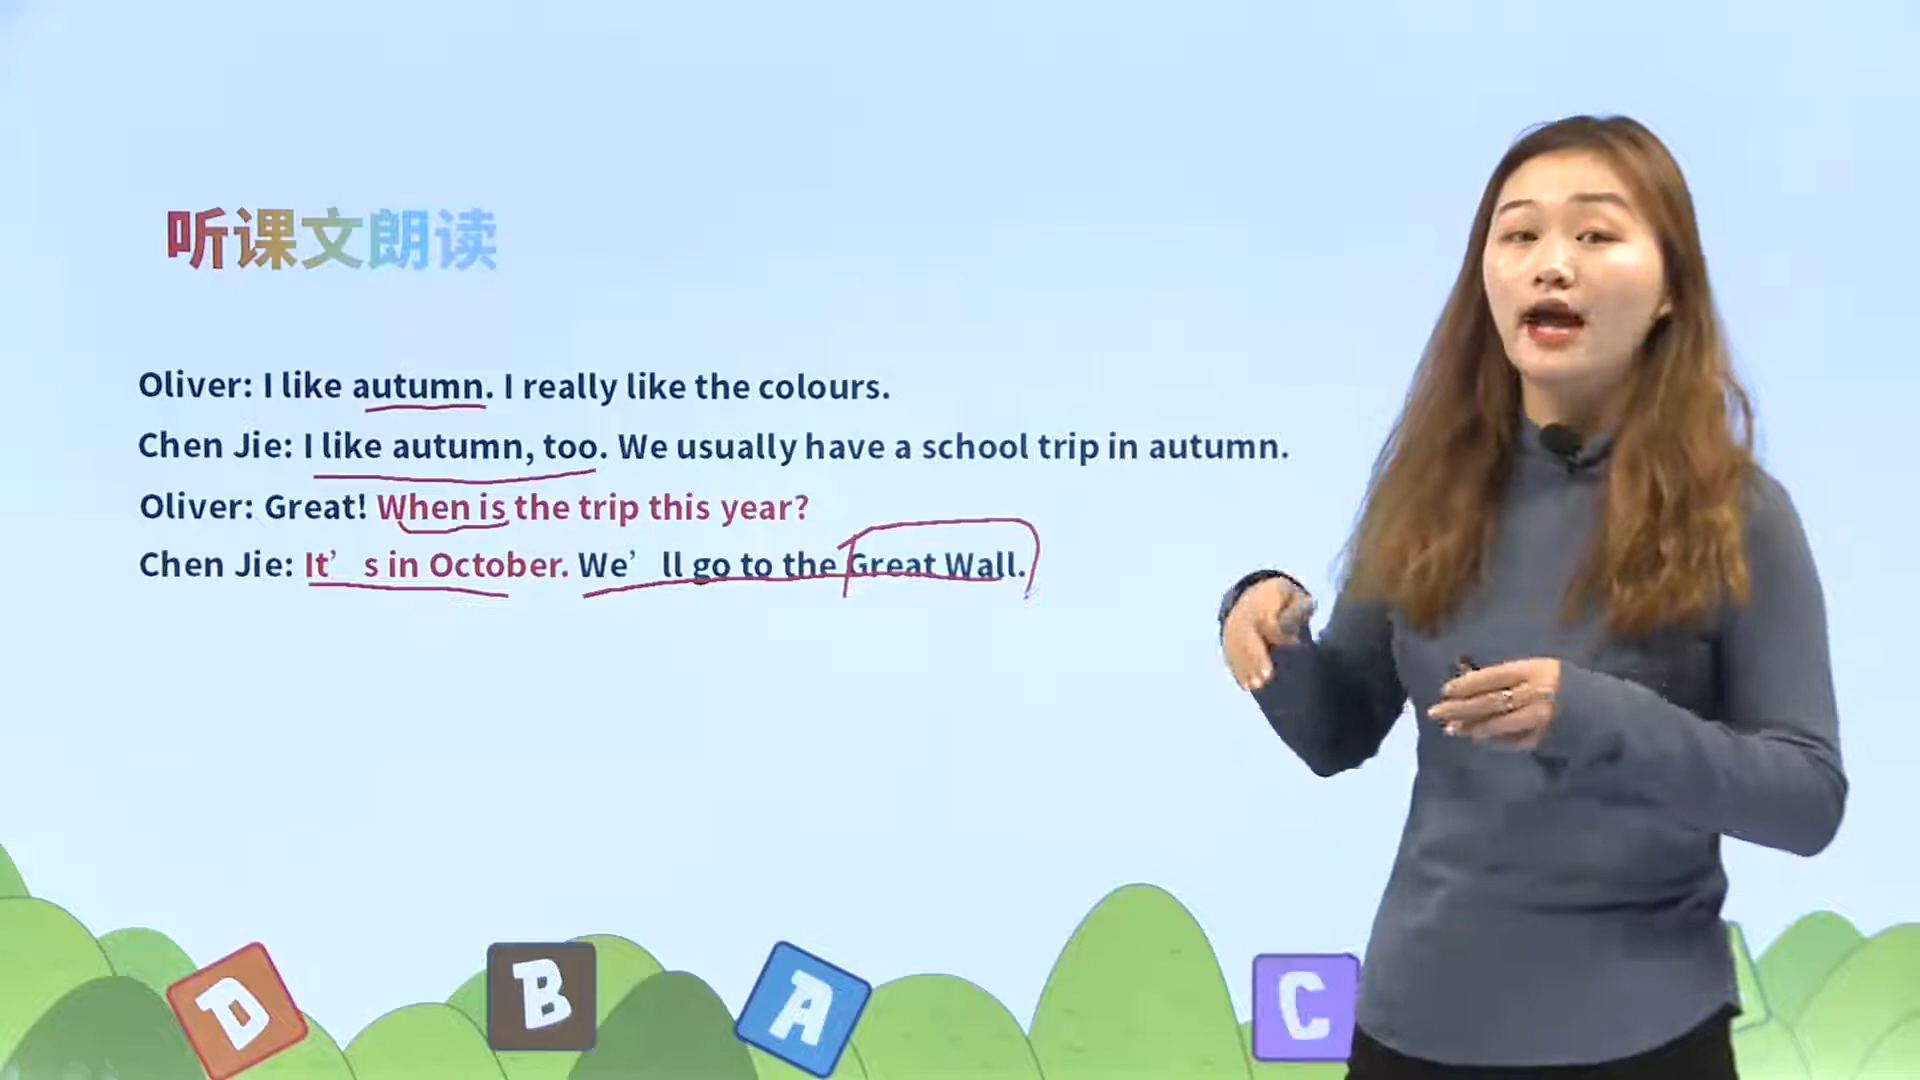 听课文朗读
Oliver: I like autumn. I really like the colours.
Chen Jie: I like autumn, too. We usually have a school trip in autumn.
Oliver: Great! When is the trip this year?
Chen Jie: It’s in October. We’ll go to the Great Wall.
D B A C